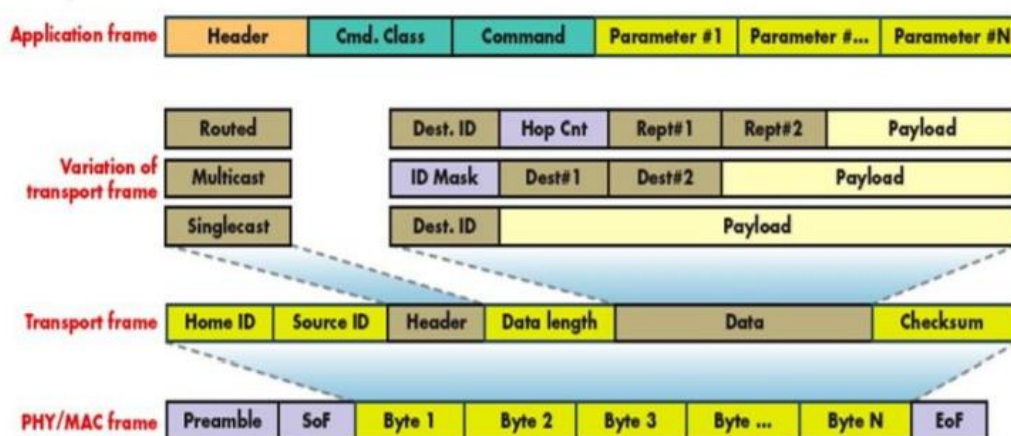 Application frame Header Cmd. Class Command Parameter #1 Parameter #... Parameter #N
Routed Dest. ID Hop Cnt Rept#1 Rept#2 Payload
Variation of
transport frame Multicast ID Mask Dest#1 Dest#2 Payload
Singlecast Dest. ID Payload
Transport frame Home ID Source ID Header Data length Data Checksum
PHY/MAC frame Preamble SoF Byte 1 Byte 2 Byte 3 Byte ... Byte N EoF